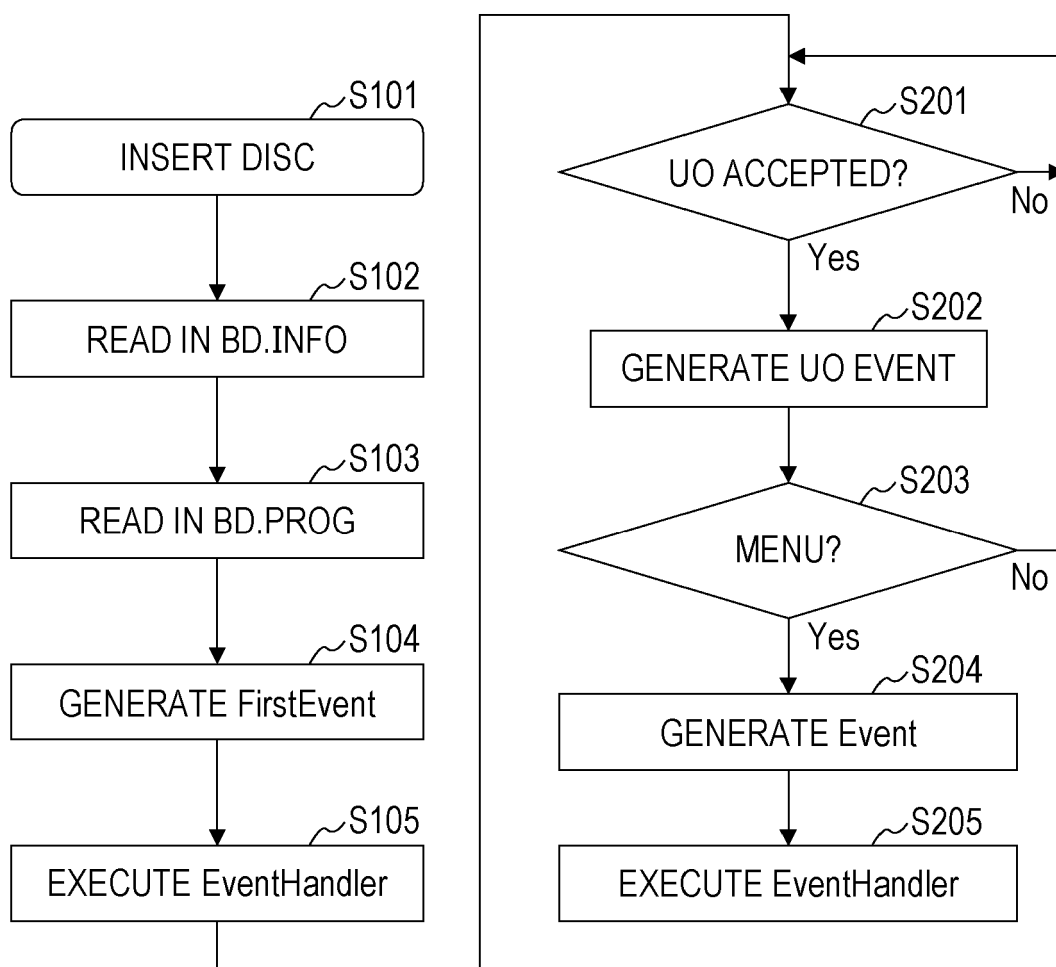 S101
INSERT DISC
S102
READ IN BD.INFO
S103
READ IN BD.PROG
S104
GENERATE FirstEvent
S105
EXECUTE EventHandler
S201
UO ACCEPTED?
No
Yes
S202
GENERATE UO EVENT
S203
MENU?
No
Yes
S204
GENERATE Event
S205
EXECUTE EventHandler